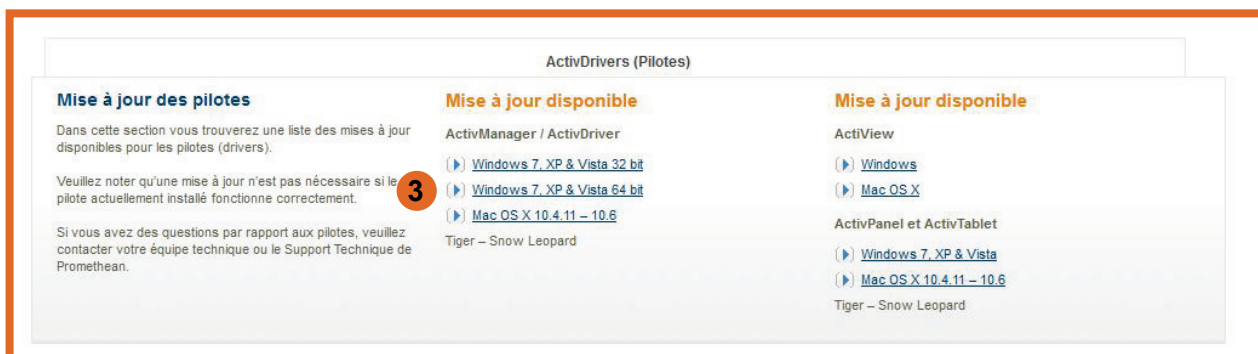 ActivDrivers (Pilotes)
Mise à jour des pilotes
Dans cette section vous trouverez une liste des mises à jour
disponibles pour les pilotes (drivers).
Veuillez noter qu'une mise à jour n'est pas nécessaire si le
pilote actuellement installé fonctionne correctement.
Si vous avez des questions par rapport aux pilotes, veuillez
contacter votre équipe technique ou le Support Technique de
Promethean.
3
Mise à jour disponible
ActivManager / ActivDriver
Windows 7, XP & Vista 32 bit
Windows 7, XP & Vista 64 bit
Mac OS X 10.4.11 – 10.6
Tiger – Snow Leopard
Mise à jour disponible
ActiView
Windows
Mac OS X
ActivPanel et ActivTablet
Windows 7, XP & Vista
Mac OS X 10.4.11 – 10.6
Tiger – Snow Leopard